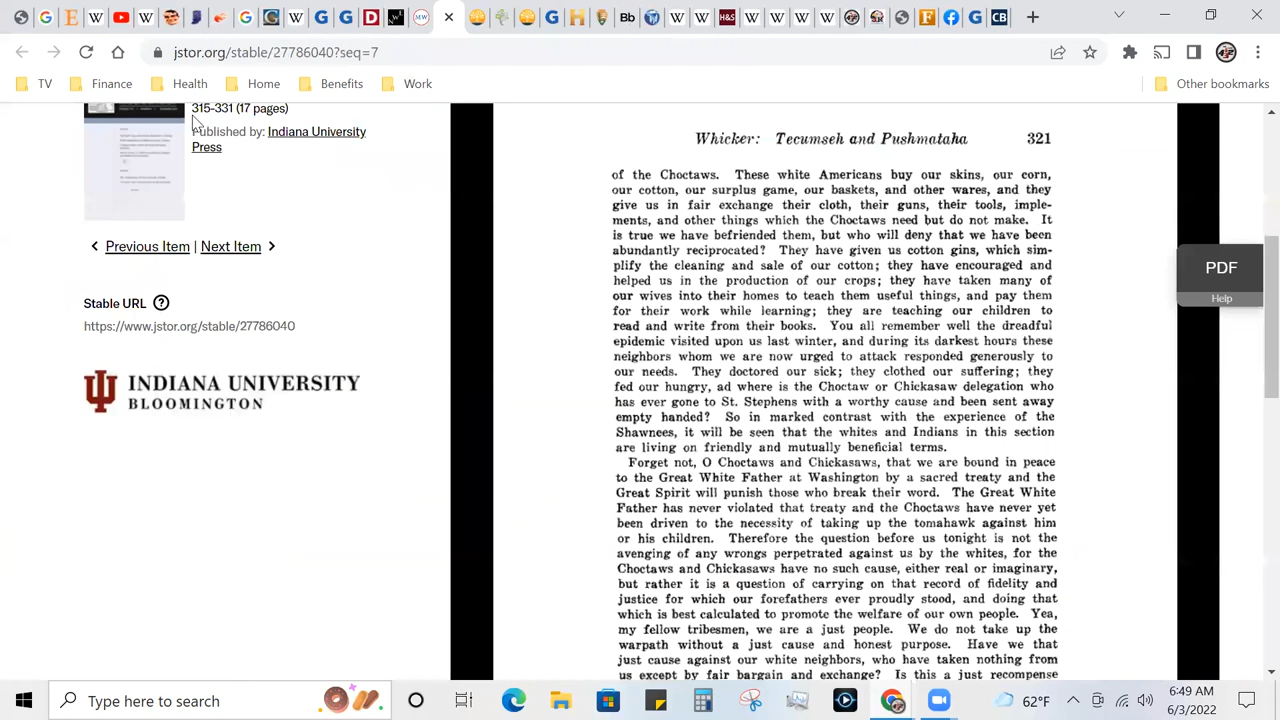 jstor.org/stable/27786040?seq=7
TV
Finance
Health
Home
Benefits
Work
Other bookmarks
315-331 (17 pages)
Published by: Indiana University
Press
Previous Item | Next Item
Stable URL
https://www.jstor.org/stable/27786040
INDIANA UNIVERSITY
BLOOMINGTON
Whicker: Tecumseh and Pushmataha 321
of the Choctaws. These white Americans buy our skins, our corn,
our cotton, our surplus game, our baskets, and other wares, and they
give us in fair exchange their cloth, their guns, their tools, imple-
ments, and other things which the Choctaws need but do not make. It
is true we have befriended them, but who will deny that we have been
abundantly reciprocated? They have given us cotton gins, which sim-
plify the cleaning and sale of our cotton; they have encouraged and
helped us in the production of our crops; they have taken many of
our wives into their homes to teach them useful things, and pay them
for their work while learning; they are teaching our children to
read and write from their books. You all remember well the dreadful
epidemic visited upon us last winter, and during its darkest hours these
neighbors whom we are now urged to attack responded generously to
our needs. They doctored our sick; they clothed our suffering; they
fed our hungry, ad where is the Choctaw or Chickasaw delegation who
has ever gone to St. Stephens with a worthy cause and been sent away
empty handed? So in marked contrast with the experience of the
Shawnees, it will be seen that the whites and Indians in this section
are living on friendly and mutually beneficial terms.
Forget not, O Choctaws and Chickasaws, that we are bound in peace
to the Great White Father at Washington by a sacred treaty and the
Great Spirit will punish those who break their word. The Great White
Father has never violated that treaty and the Choctaws have never yet
been driven to the necessity of taking up the tomahawk against him
or his children. Therefore the question before us tonight is not the
avenging of any wrongs perpetrated against us by the whites, for the
Choctaws and Chickasaws have no such cause, either real or imaginary,
but rather it is a question of carrying on that record of fidelity and
justice for which our forefathers ever proudly stood, and doing that
which is best calculated to promote the welfare of our own people. Yea,
my fellow tribesmen, we are a just people. We do not take up the
warpath without a just cause and honest purpose. Have we that
just cause against our white neighbors, who have taken nothing from
us except by fair bargain and exchange? Is this a just recompense
PDF
Help
Type here to search
62°F
6:49 AM
6/3/2022